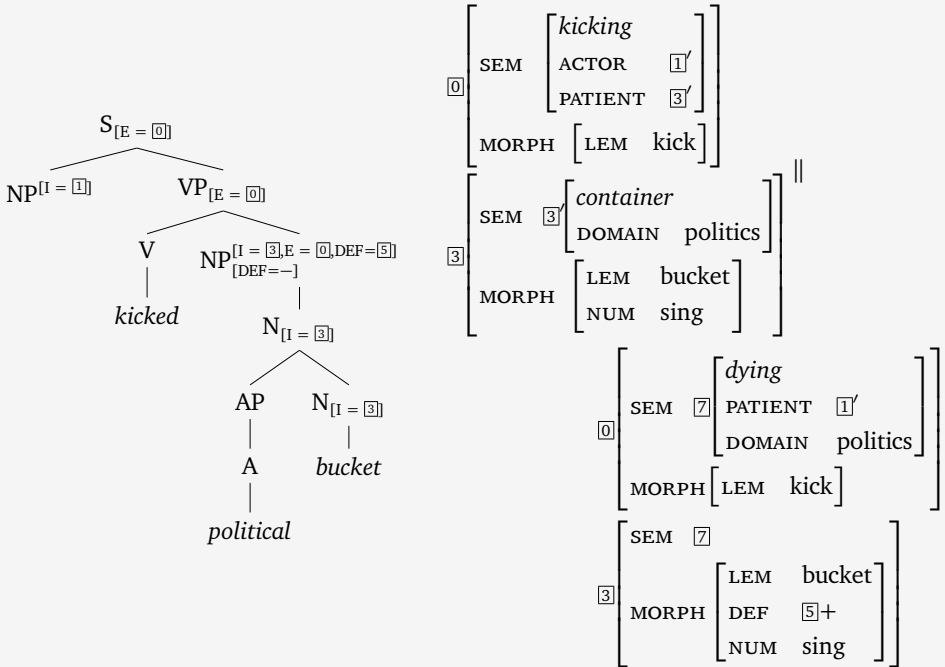 S[E = 0]
NP[I = 1] VP[E = 0]
V NP[I = 3,E = 0,DEF=5][DEF=−]
kicked N[I = 3]
AP N[I = 3]
A bucket
political
0 SEM kicking
ACTOR 1′
PATIENT 3′
MORPH LEM kick
3 SEM 3′ container
DOMAIN politics
MORPH LEM bucket
NUM sing
||
0 SEM 7 dying
PATIENT 1′
DOMAIN politics
MORPH LEM kick
3 SEM 7
MORPH LEM bucket
DEF 5+
NUM sing